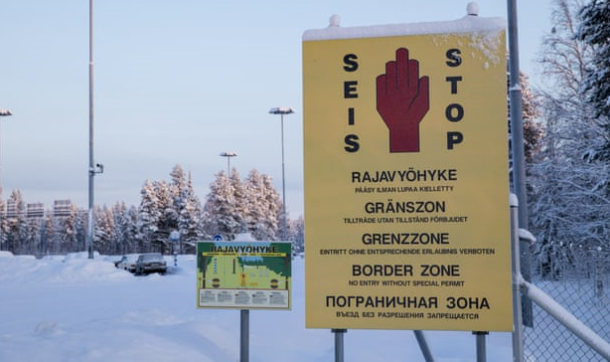 SEIS
STOP
RAJAVYÖHYKE
PÄÄSY ILMAN LUPAA KIELLETTY
GRÄNSZON
TILLTRÄDE UTAN TILLSTÅND FÖRBJUDET
GRENZZONE
EINTRITT OHNE ENTSPRECHENDE ERLAUBNIS VERBOTEN
BORDER ZONE
NO ENTRY WITHOUT SPECIAL PERMIT
ПОГРАНИЧНАЯ ЗОНА
ВЪЕЗД БЕЗ РАЗРЕШЕНИЯ ЗАПРЕЩАЕТСЯ
RAJAVYÖHYKE